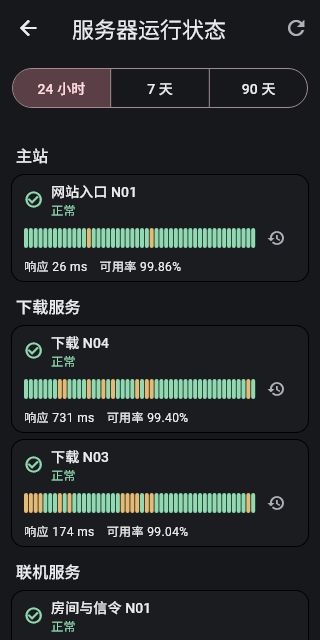 服务器运行状态
24 小时 7 天 90 天
主站
网站入口 N01
正常
响应 26 ms 可用率 99.86%
下载服务
下载 N04
正常
响应 731 ms 可用率 99.40%
下载 N03
正常
响应 174 ms 可用率 99.04%
联机服务
房间与信令 N01
正常